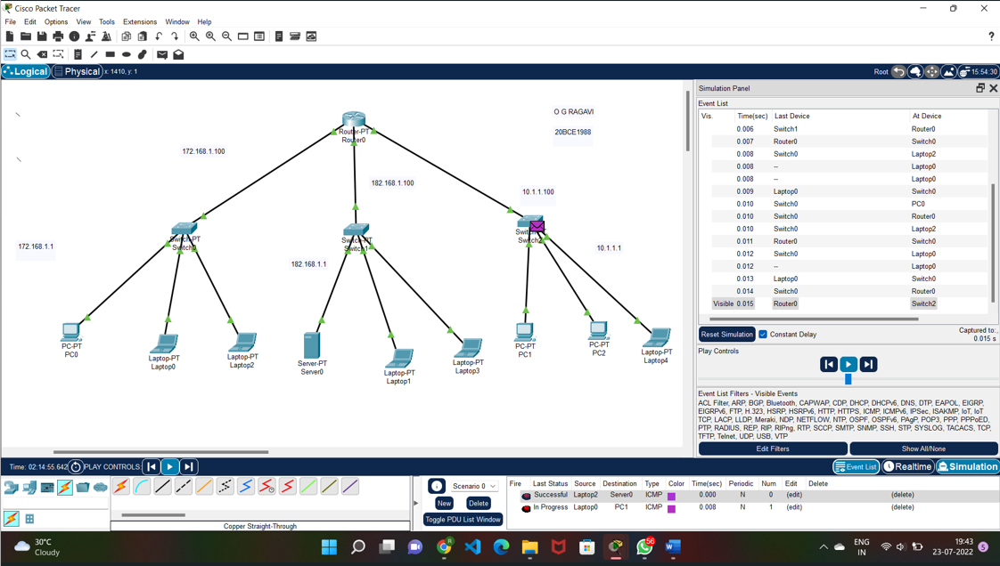 Cisco Packet Tracer
File Edit Options View Tools Extensions Window Help
?
Logical Physical x: 1410, y: 1 Root 15:54:30
O G RAGAVI
20BCE1988
Router-PT
Router0
172.168.1.100
182.168.1.100
10.1.1.100
Switch-PT
Switch0
Switch-PT
Switch1
Switch2
172.168.1.1
182.168.1.1
10.1.1.1
PC-PT
PC0
Laptop-PT
Laptop0
Laptop-PT
Laptop2
Server-PT
Server0
Laptop-PT
Laptop1
Laptop-PT
Laptop3
PC-PT
PC1
PC-PT
PC2
Laptop-PT
Laptop4
Simulation Panel
Event List
Vis. Time(sec) Last Device At Device
0.006 Switch1 Router0
0.007 Router0 Switch0
0.008 Switch0 Laptop2
0.008 -- Laptop0
0.008 -- Laptop0
0.009 Laptop0 Switch0
0.010 Switch0 PC0
0.010 Switch0 Router0
0.010 Switch0 Laptop2
0.011 Router0 Switch0
0.012 Switch0 Laptop0
0.012 -- Laptop0
0.013 Laptop0 Switch0
0.014 Switch0 Router0
Visible 0.015 Router0 Switch2
Reset Simulation Constant Delay Captured to:
0.015 s
Play Controls
Event List Filters - Visible Events
ACL Filter, ARP, BGP, Bluetooth, CAPWAP, CDP, DHCP, DHCPv6, DNS, DTP, EAPOL, EIGRP,
EIGRPv6, FTP, H.323, HSRP, HSRPv6, HTTP, HTTPS, ICMP, ICMPv6, IPSec, ISAKMP, IoT, IoT
TCP, LACP, LLDP, Meraki, NDP, NETFLOW, NTP, OSPF, OSPFv6, PAgP, POP3, PPP, PPPoED,
PTP, RADIUS, REP, RIP, RIPng, RTP, SCCP, SMTP, SNMP, SSH, STP, SYSLOG, TACACS, TCP,
TFTP, Telnet, UDP, USB, VTP
Edit Filters Show All/None
Time: 02:14:55.642 PLAY CONTROLS: Event List Realtime Simulation
Scenario 0
New Delete
Toggle PDU List Window
Copper Straight-Through
Fire Last Status Source Destination Type Color Time(sec) Periodic Num Edit Delete
Successful Laptop2 Server0 ICMP 0.000 N 0 (edit) (delete)
In Progress Laptop0 PC1 ICMP 0.008 N 1 (edit) (delete)
30°C
Cloudy
R
56
ENG
IN
19:43
23-07-2022
5